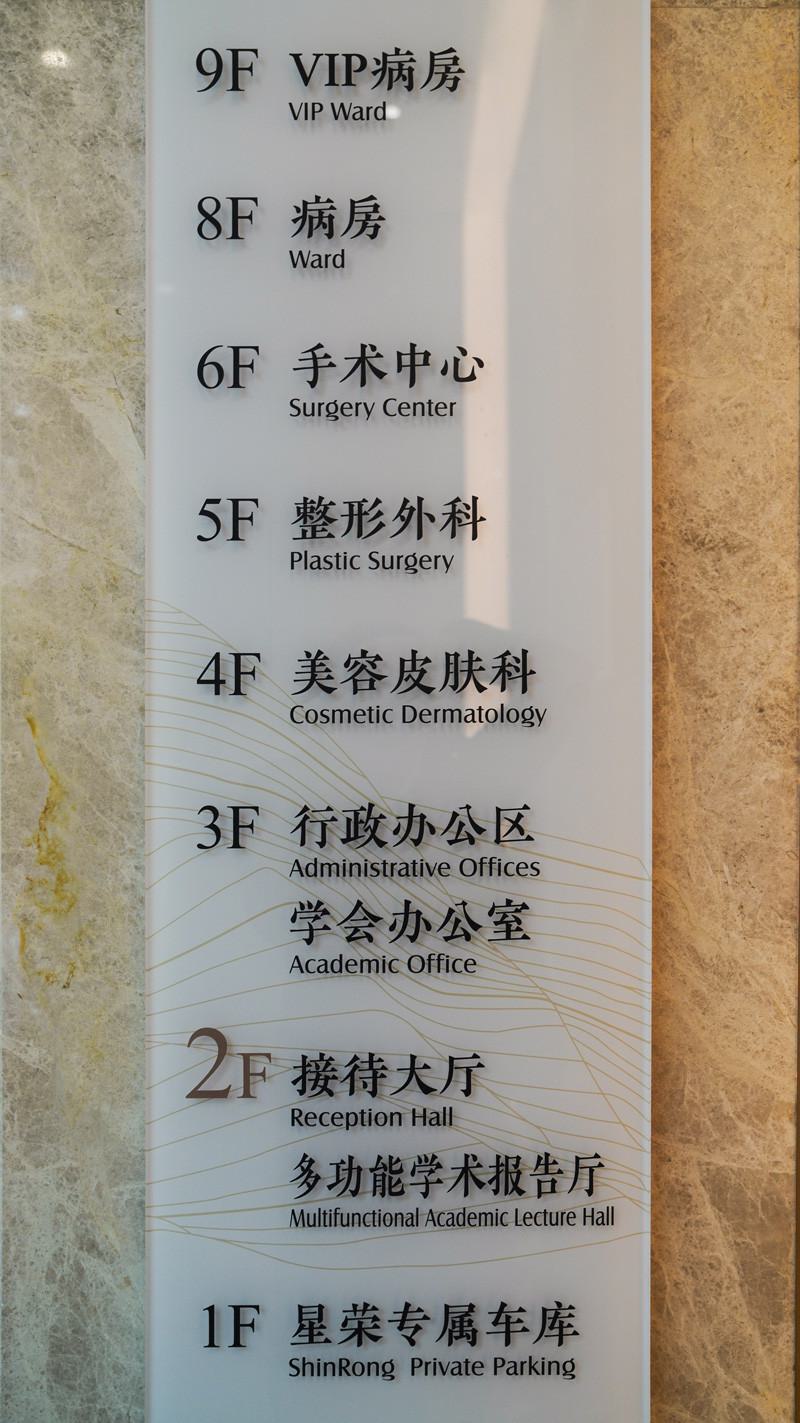 9F VIP病房
VIP Ward
8F 病房
Ward
6F 手术中心
Surgery Center
5F 整形外科
Plastic Surgery
4F 美容皮肤科
Cosmetic Dermatology
3F 行政办公区
Administrative Offices
学会办公室
Academic Office
2F 接待大厅
Reception Hall
多功能学术报告厅
Multifunctional Academic Lecture Hall
1F 星荣专属车库
ShinRong Private Parking